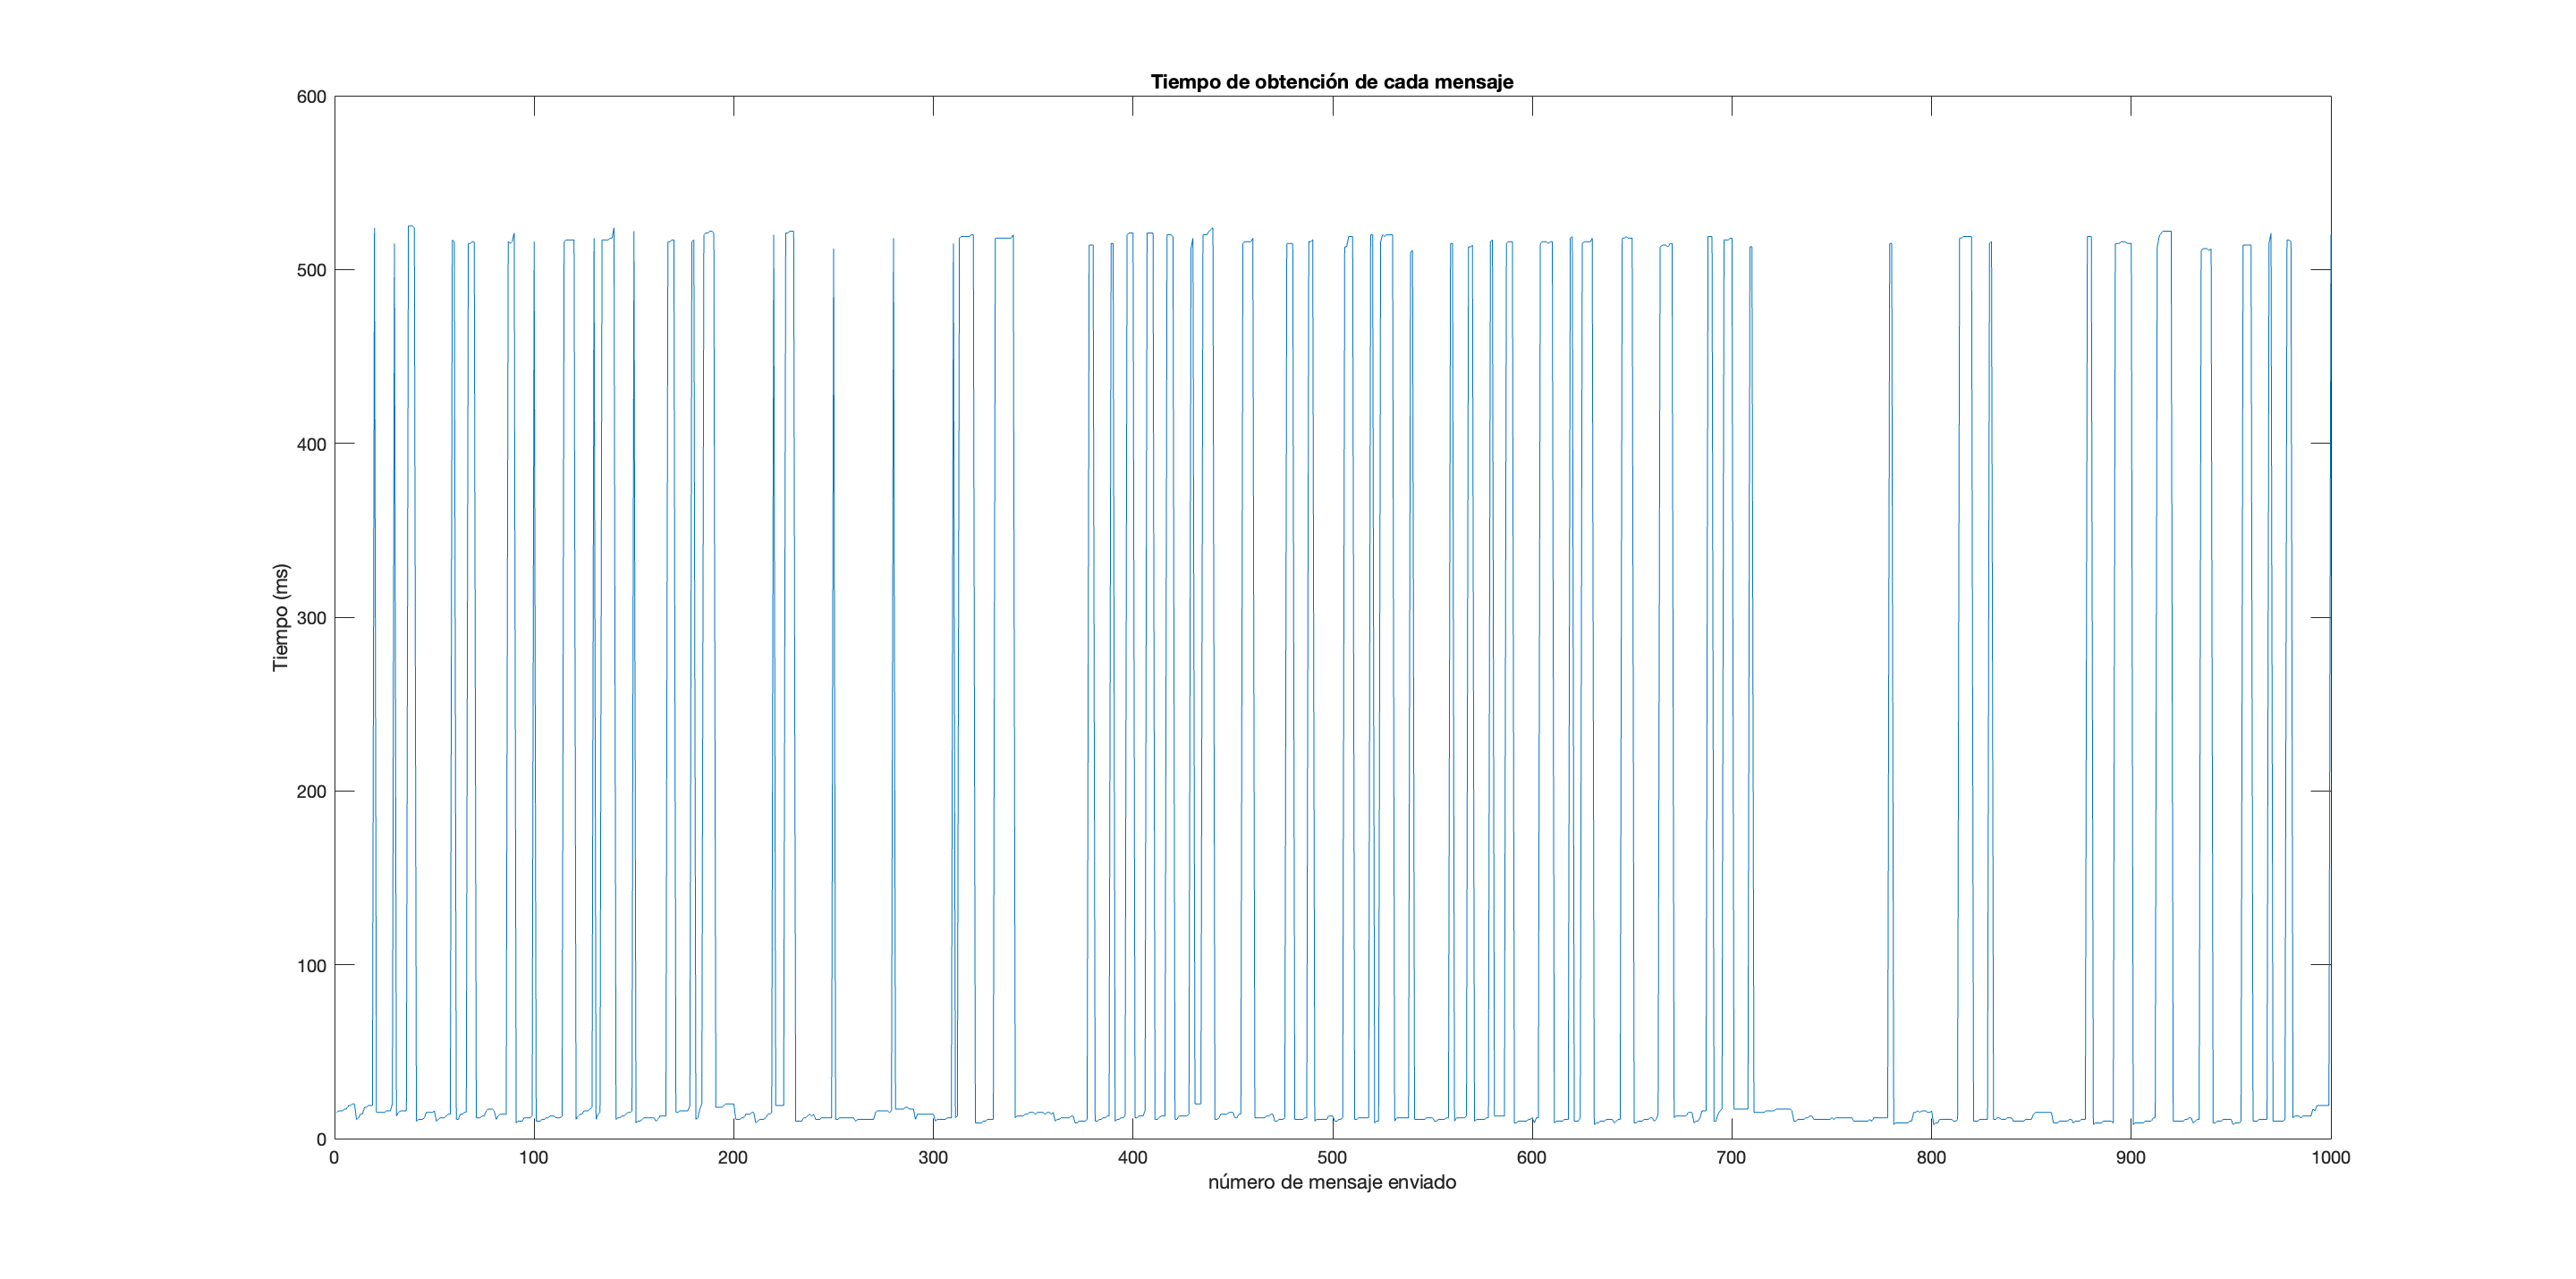 Tiempo de obtención de cada mensaje
600
500
400
300
200
100
0
Tiempo (ms)
0 100 200 300 400 500 600 700 800 900 1000
número de mensaje enviado